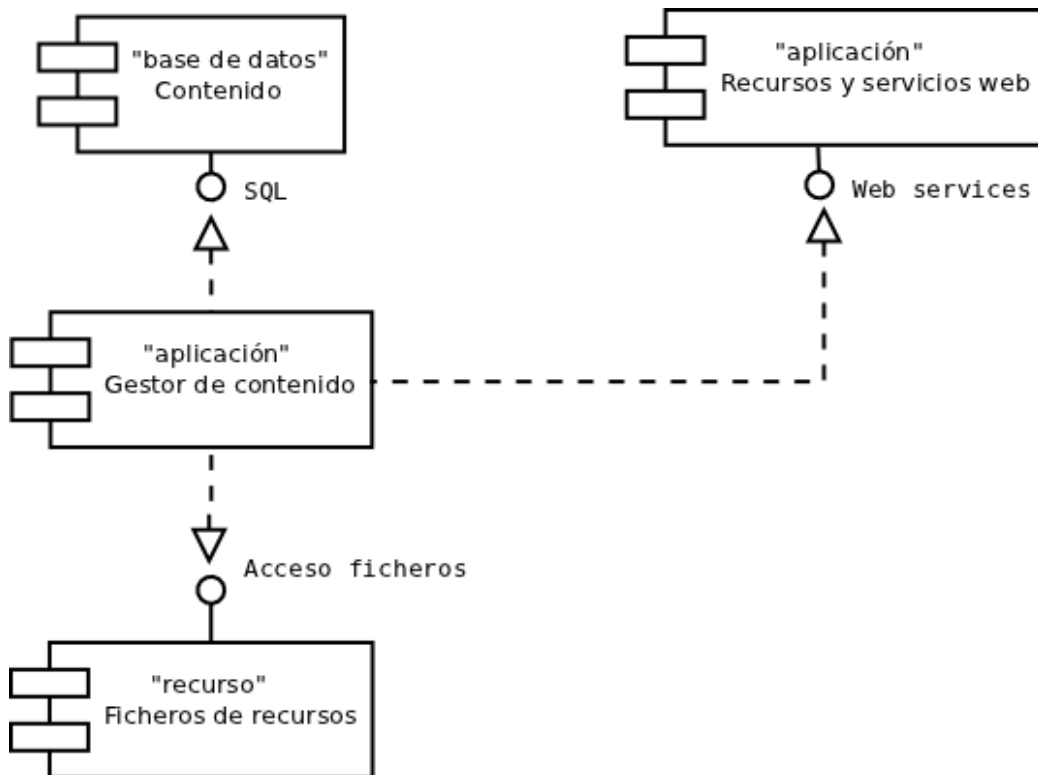 "base de datos"
Contenido
"aplicación"
Recursos y servicios web
SQL
Web services
"aplicación"
Gestor de contenido
Acceso ficheros
"recurso"
Ficheros de recursos